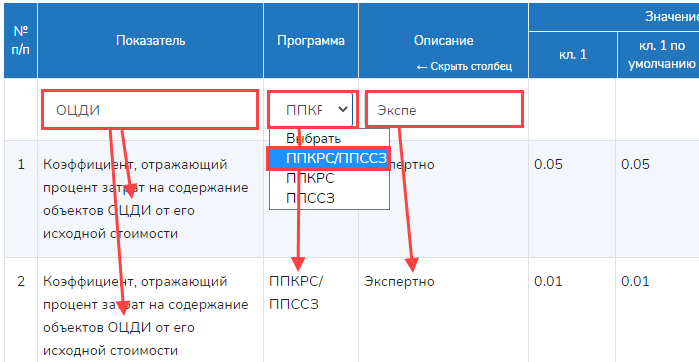 №
п/п
Показатель
Программа
Описание
← Скрыть столбец
Значение
кл. 1
кл. 1 по
умолчанию
ОЦДИ
ППКР
Экспе
Выбрать
ППКРС/ППССЗ
ППКРС
ППССЗ
1
Коэффициент, отражающий
процент затрат на содержание
объектов ОЦДИ от его
исходной стоимости
пертно
0.05
0.05
2
Коэффициент, отражающий
процент затрат на содержание
объектов ОЦДИ от его
исходной стоимости
ППКРС/
ППССЗ
Экспертно
0.01
0.01